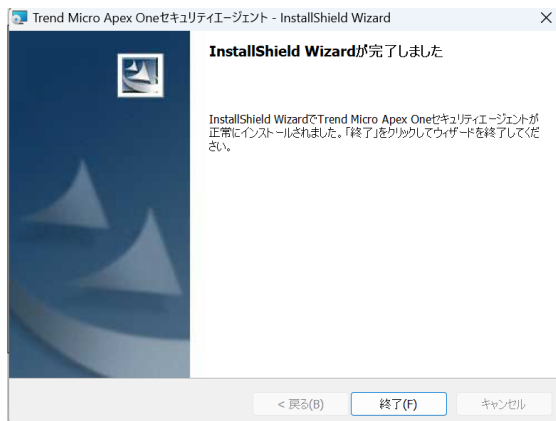 Trend Micro Apex Oneセキュリティエージェント - InstallShield Wizard
InstallShield Wizardが完了しました
InstallShield WizardでTrend Micro Apex Oneセキュリティエージェントが
正常にインストールされました。「終了」をクリックしてウィザードを終了してくだ
さい。
< 戻る(B)
終了(F)
キャンセル